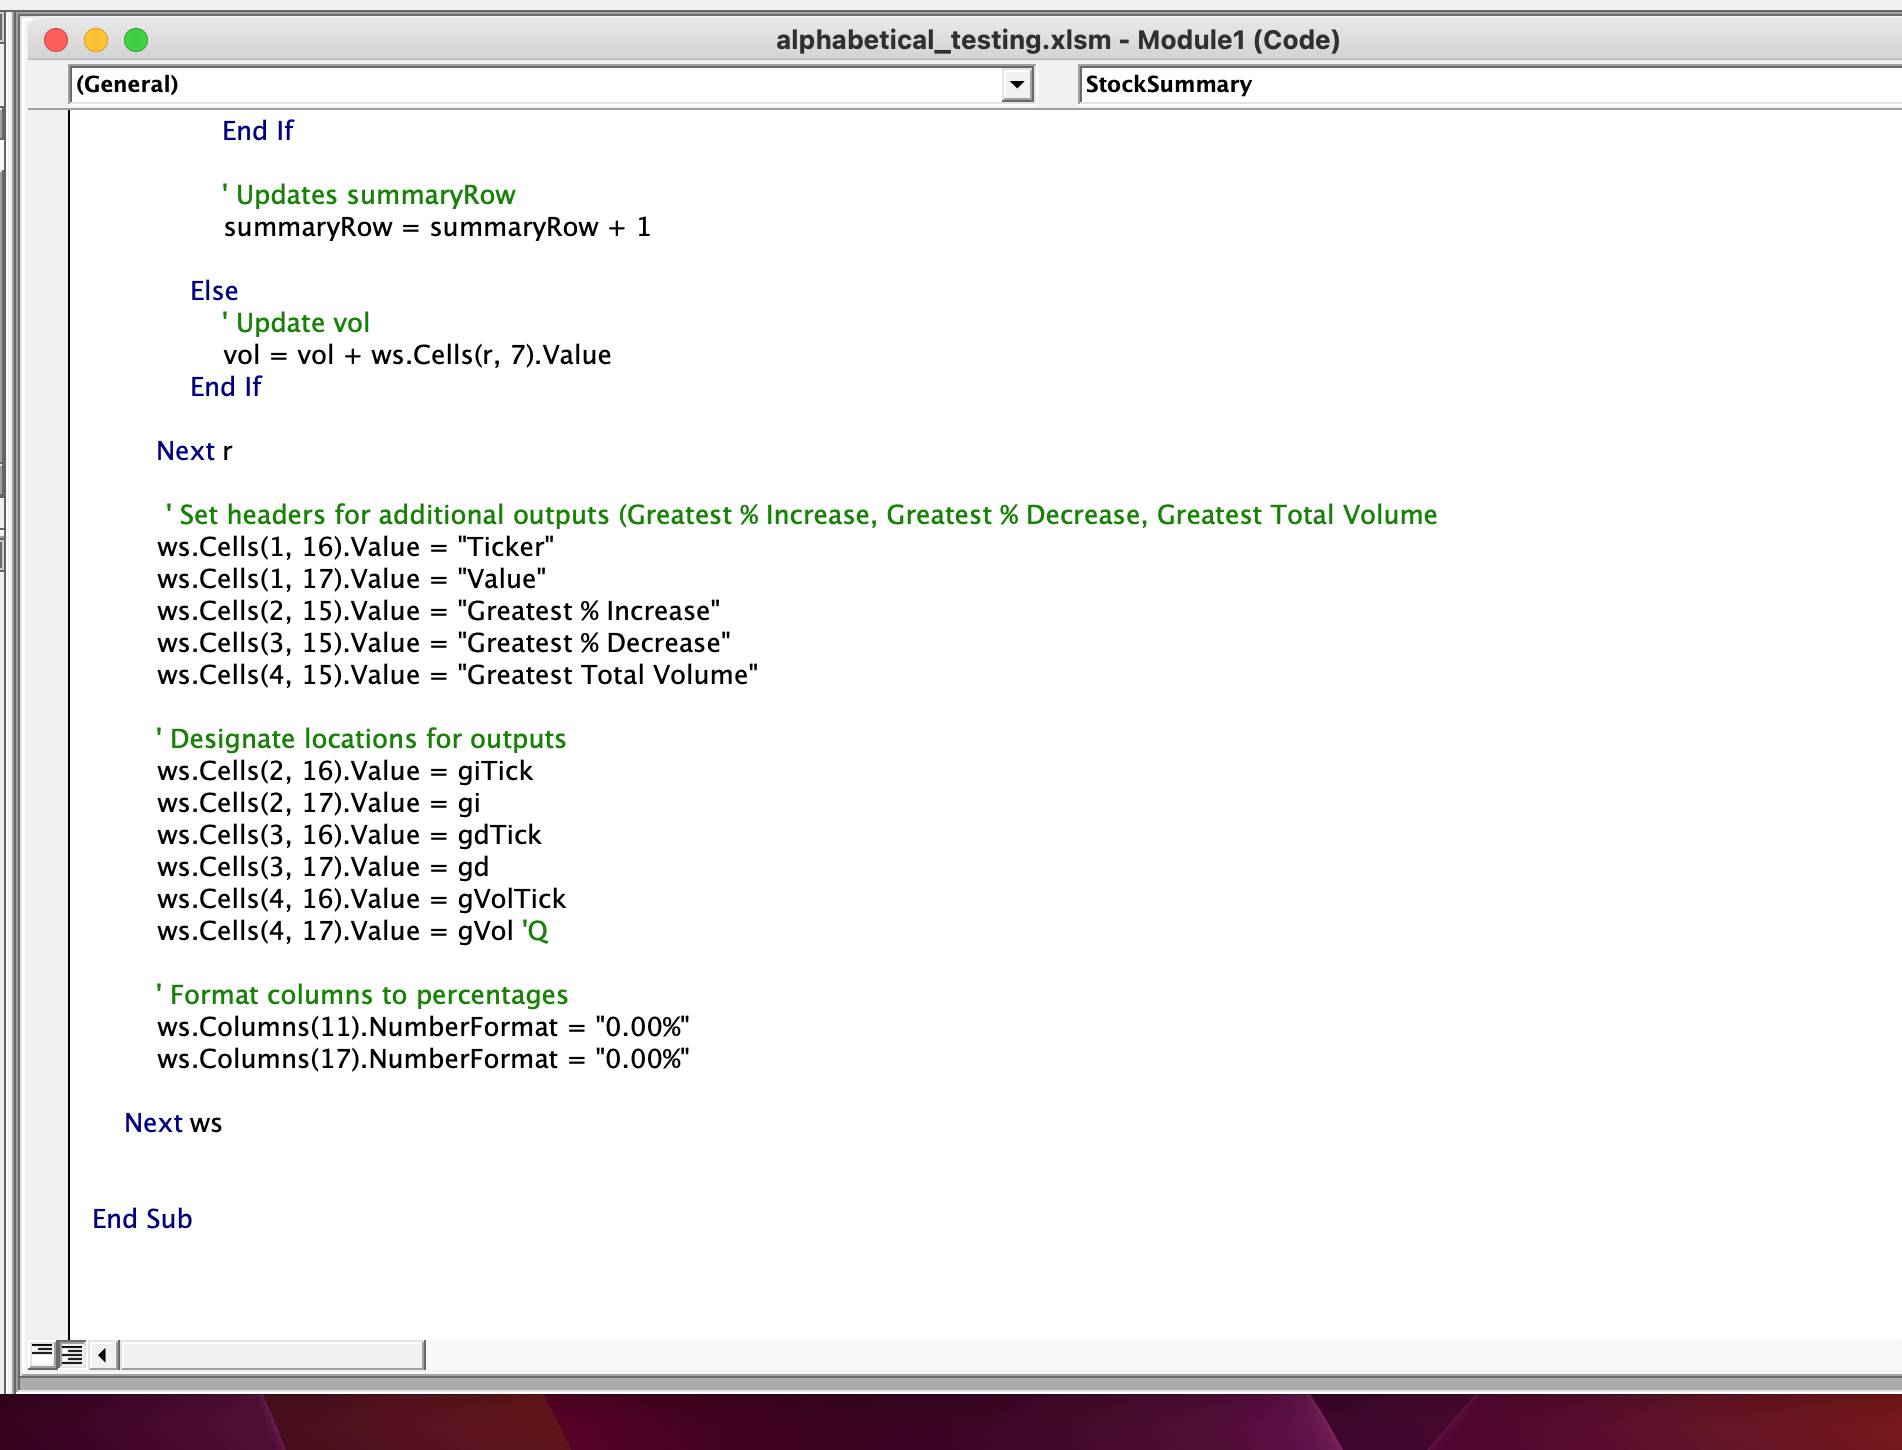 alphabetical_testing.xlsm - Module1 (Code)
(General)
StockSummary
End If
' Updates summaryRow
summaryRow = summaryRow + 1
Else
' Update vol
vol = vol + ws.Cells(r, 7).Value
End If
Next r
' Set headers for additional outputs (Greatest % Increase, Greatest % Decrease, Greatest Total Volume
ws.Cells(1, 16).Value = "Ticker"
ws.Cells(1, 17).Value = "Value"
ws.Cells(2, 15).Value = "Greatest % Increase"
ws.Cells(3, 15).Value = "Greatest % Decrease"
ws.Cells(4, 15).Value = "Greatest Total Volume"
' Designate locations for outputs
ws.Cells(2, 16).Value = giTick
ws.Cells(2, 17).Value = gi
ws.Cells(3, 16).Value = gdTick
ws.Cells(3, 17).Value = gd
ws.Cells(4, 16).Value = gVolTick
ws.Cells(4, 17).Value = gVol 'Q
' Format columns to percentages
ws.Columns(11).NumberFormat = "0.00%"
ws.Columns(17).NumberFormat = "0.00%"
Next ws
End Sub